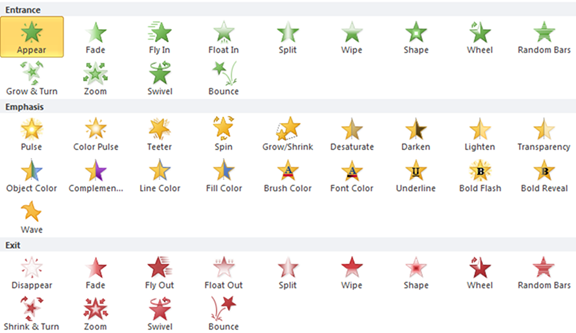 Entrance
Appear Fade Fly In Float In Split Wipe Shape Wheel Random Bars
Grow & Turn Zoom Swivel Bounce
Emphasis
Pulse Color Pulse Teeter Spin Grow/Shrink Desaturate Darken Lighten Transparency
Object Color Complemen... Line Color Fill Color Brush Color Font Color Underline Bold Flash Bold Reveal
Wave
Exit
Disappear Fade Fly Out Float Out Split Wipe Shape Wheel Random Bars
Shrink & Turn Zoom Swivel Bounce